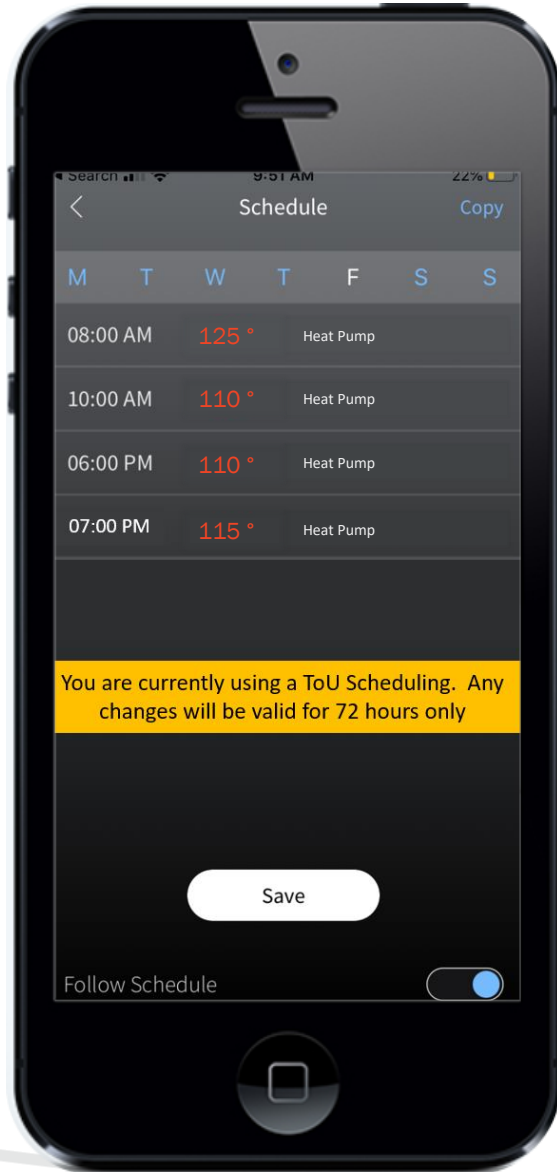 Search 9:51 AM 22%
Schedule Copy
M T W T F S S
08:00 AM 125 ° Heat Pump
10:00 AM 110 ° Heat Pump
06:00 PM 110 ° Heat Pump
07:00 PM 115 ° Heat Pump
You are currently using a ToU Scheduling.  Any
changes will be valid for 72 hours only
Save
Follow Schedule